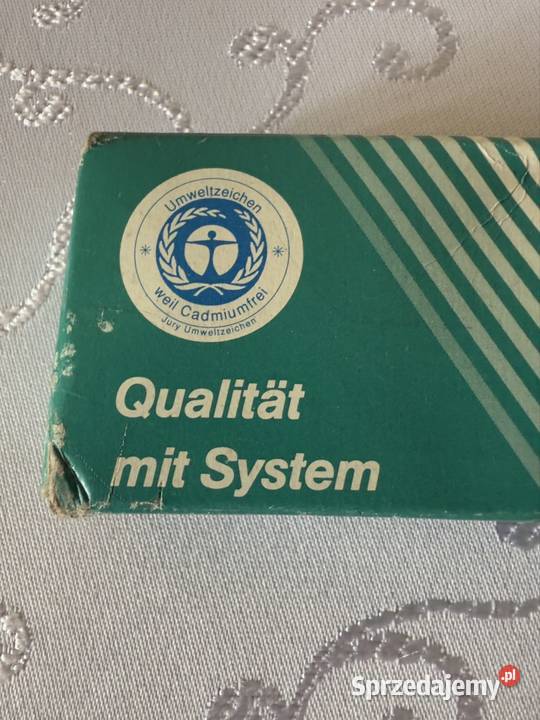 Umweltzeichen
weil Cadmiumfrei
Jury Umweltzeichen
Qualität
mit System
Sprzedajemy.pl